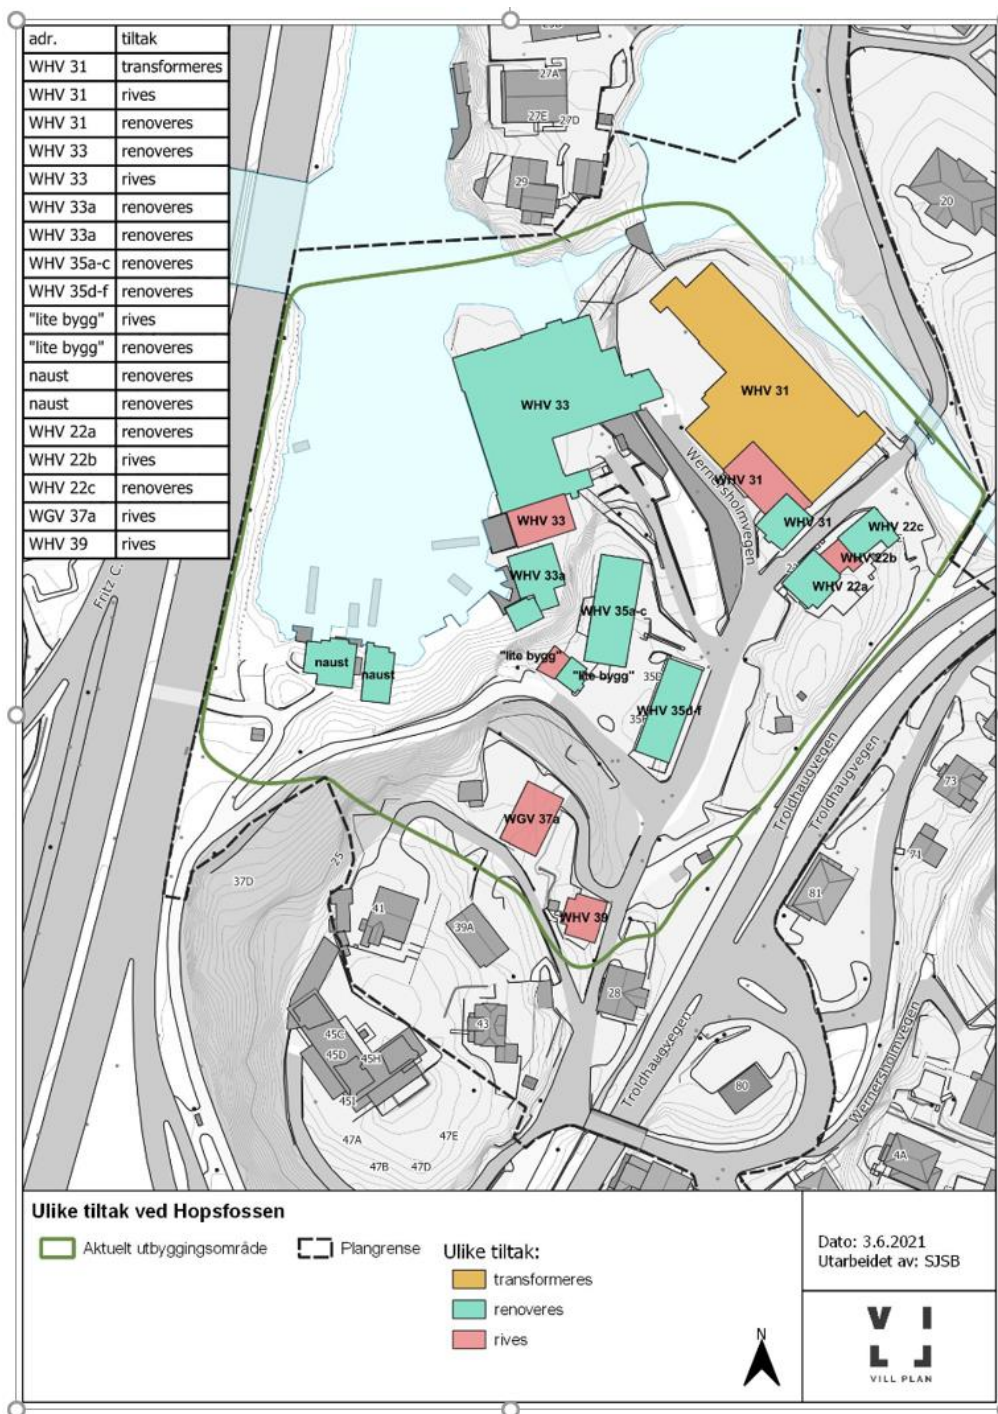 adr. tiltak
WHV 31 transformeres
WHV 31 rives
WHV 31 renoveres
WHV 33 renoveres
WHV 33 rives
WHV 33a renoveres
WHV 33a renoveres
WHV 35a-c renoveres
WHV 35d-f renoveres
"lite bygg" rives
"lite bygg" renoveres
naust renoveres
naust renoveres
WHV 22a renoveres
WHV 22b rives
WHV 22c renoveres
WGV 37a rives
WHV 39 rives
27A
27E
27D
29
20
WHV 31
WHV 33
Wernersholmvegen
WHV 31
WHV 33
WHV 31
WHV 22c
WHV 22b
WHV 22a
WHV 33a
WHV 35a-c
Fritz C.
naust
naust
"lite bygg"
"lite bygg"
35D
35F
WHV 35d-f
Troldhaugvegen
Troldhaugvegen
73
71
WGV 37a
25
37D
81
41
39A
WHV 39
28
43
45C
45D
45H
45I
47A
47E
47B
47D
Troldhaugvegen
80
Wernersholmvegen
4A
Ulike tiltak ved Hopsfossen
Aktuelt utbyggingsområde
Plangrense
Ulike tiltak:
transformeres
renoveres
rives
N
Dato: 3.6.2021
Utarbeidet av: SJSB
VI
LL
VILL PLAN